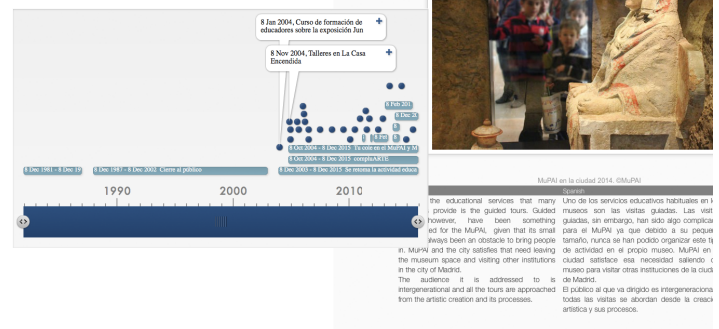 8 Jan 2004, Curso de formación de
educadores sobre la exposición Jun
8 Nov 2004, Talleres en La Casa
Encendida
8 Feb 201
8 Dec 20
8
8 Feb
8
8 Oct 2004 - 8 Dec 2015 Tu cole en el MuPAI y M
8 Oct 2004 - 8 Dec 2015 compluARTE
8 Dec 1981 - 8 Dec 19
8 Dec 1987 - 8 Dec 2002 Cierre al público
8 Dec 2003 - 8 Dec 2015 Se retoma la actividad educa
1990
2000
2010
MuPAI en la ciudad 2014. ©MuPAI
Spanish
the educational services that many
provide is the guided tours. Guided
however, have been something
ed for the MuPAI, given that its small
always been an obstacle to bring people
in. MuPAI and the city satisfies that need leaving
the museum space and visiting other institutions
in the city of Madrid.
The audience it is addressed to is
intergenerational and all the tours are approached
from the artistic creation and its processes.
Uno de los servicios educativos habituales en l
museos son las visitas guiadas. Las visit
guiadas, sin embargo, han sido algo complica
para el MuPAI ya que debido a su peque
tamaño, nunca se han podido organizar este ti
de actividad en el propio museo. MuPAI en
ciudad satisface esa necesidad saliendo
museo para visitar otras instituciones de la ciuda
de Madrid.
El público al que va dirigido es intergeneraciona
todas las visitas se abordan desde la creació
artística y sus procesos.